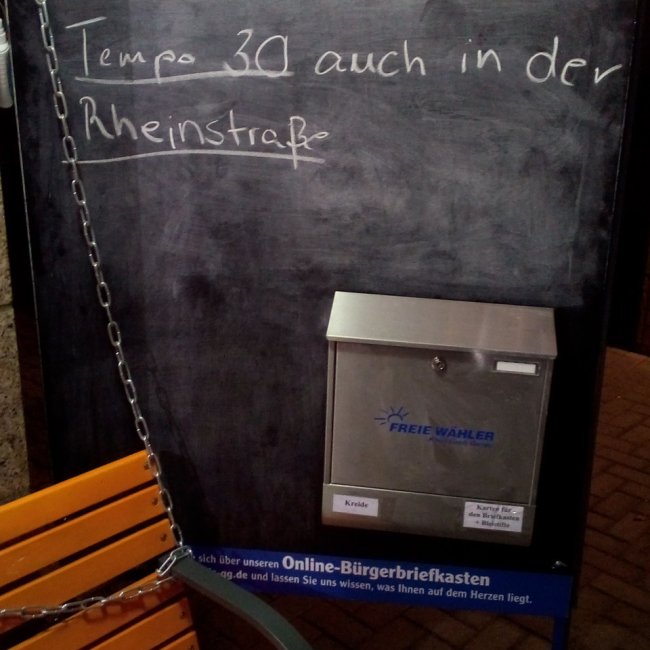 Tempo 30 auch in der
Rheinstraße
FREIE WÄHLER
Kreide
Karten für
den Briefkasten
+ Bleistifte
sich über unseren Online-Bürgerbriefkasten
-gg.de und lassen Sie uns wissen, was Ihnen auf dem Herzen liegt.